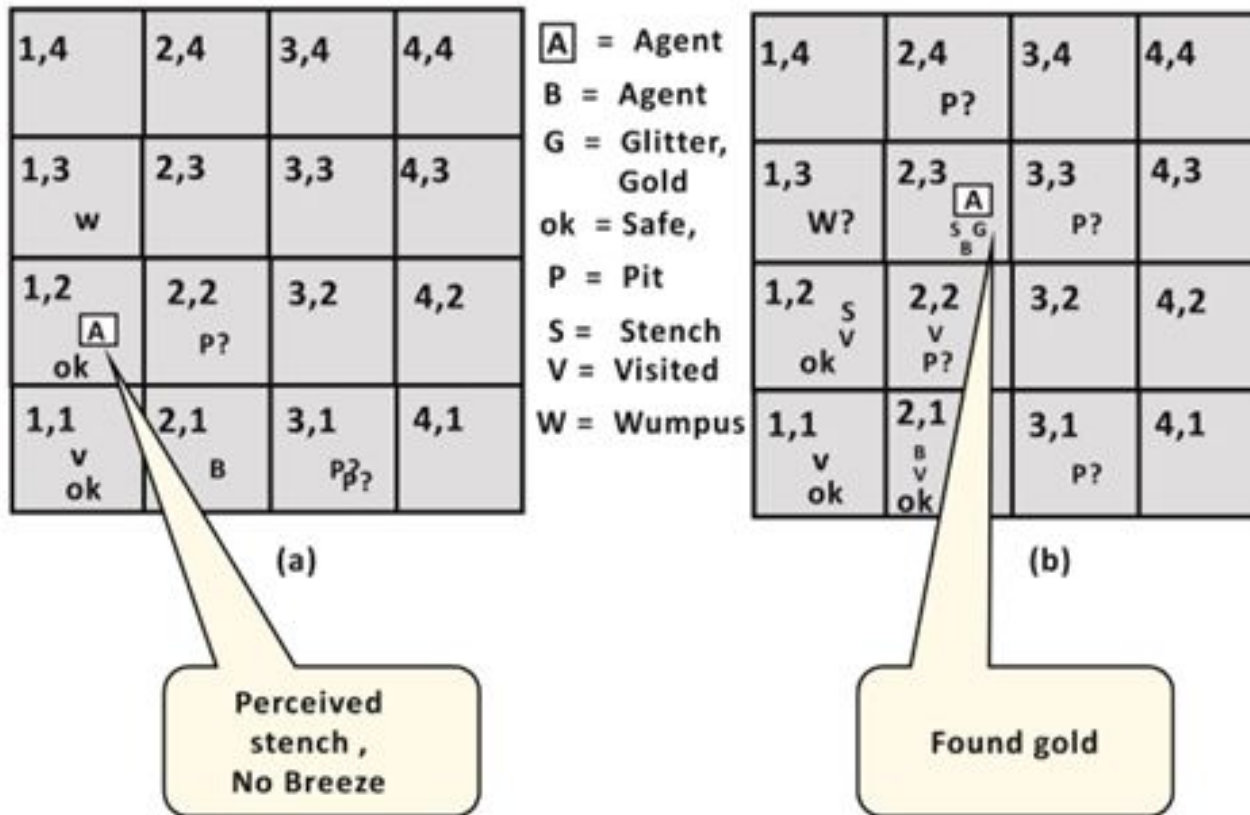 1,4 2,4 3,4 4,4
1,3 2,3 3,3 4,3
w
1,2 2,2 3,2 4,2
A P?
ok
1,1 2,1 3,1 4,1
v B P? P?
ok
(a)
Perceived
stench ,
No Breeze
A = Agent
B = Agent
G = Glitter,
Gold
ok = Safe,
P = Pit
S = Stench
V = Visited
W = Wumpus
1,4 2,4 3,4 4,4
P?
1,3 2,3 3,3 4,3
A
W? S G P?
B
1,2 2,2 3,2 4,2
S
V V
ok P?
1,1 2,1 3,1 4,1
v B P?
V
ok ok
(b)
Found gold